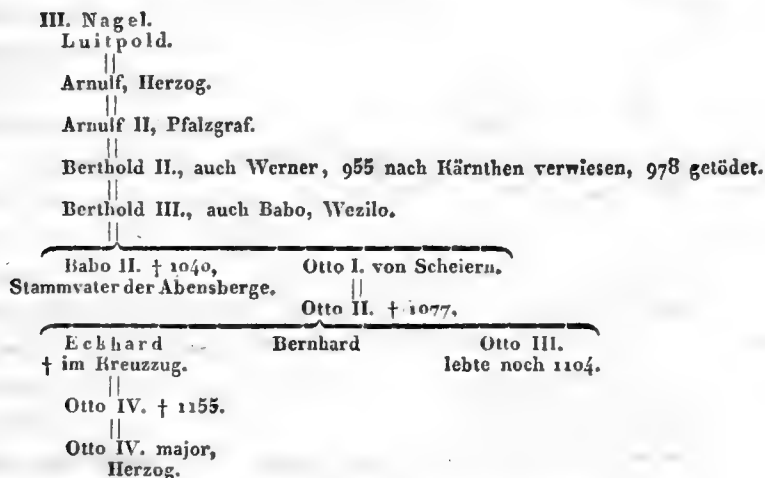 III. Nagel.
Luitpold.
Arnulf, Herzog.
Arnulf II, Pfalzgraf.
Berthold II., auch Werner, 955 nach Kärnthen verwiesen, 978 getödet.
Berthold III., auch Babo, Wezilo.
Babo II. † 1040, Otto I. von Scheiern.
Stammvater der Abensberge.
Otto II. † 1077.
Eckhard Bernhard Otto III.
† im Kreuzzug. lebte noch 1104.
Otto IV. † 1155.
Otto IV. major,
Herzog.